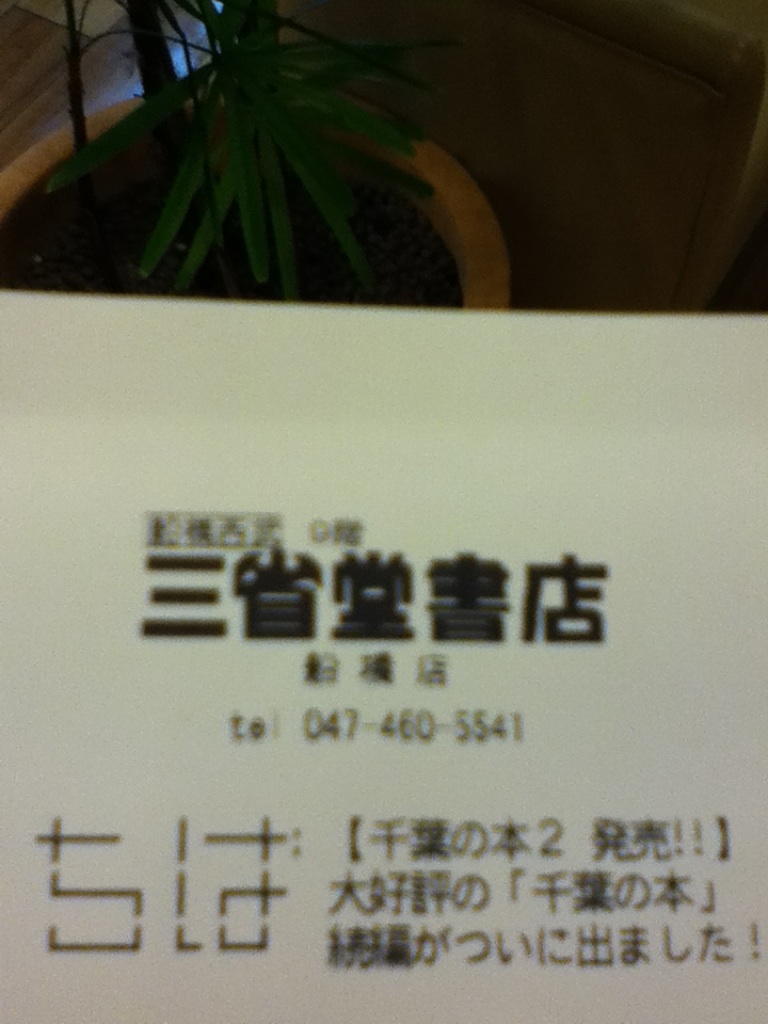 船橋西武 9階
三省堂書店
船橋店
tel 047-460-5541
ちば:【千葉の本2 発売!!】
大好評の「千葉の本」
続編がついに出ました!